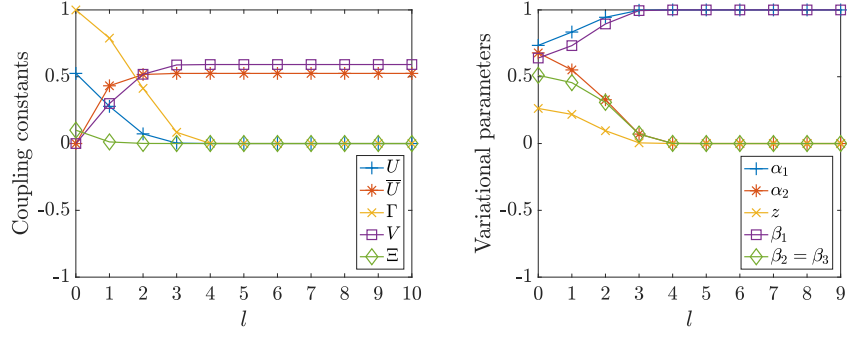 Coupling constants
1
0.5
0
-0.5
-1
0 1 2 3 4 5 6 7 8 9 10
l
U
U̅
Γ
V
Ξ
Variational parameters
1
0.5
0
-0.5
-1
0 1 2 3 4 5 6 7 8 9
l
α₁
α₂
z
β₁
β₂ = β₃